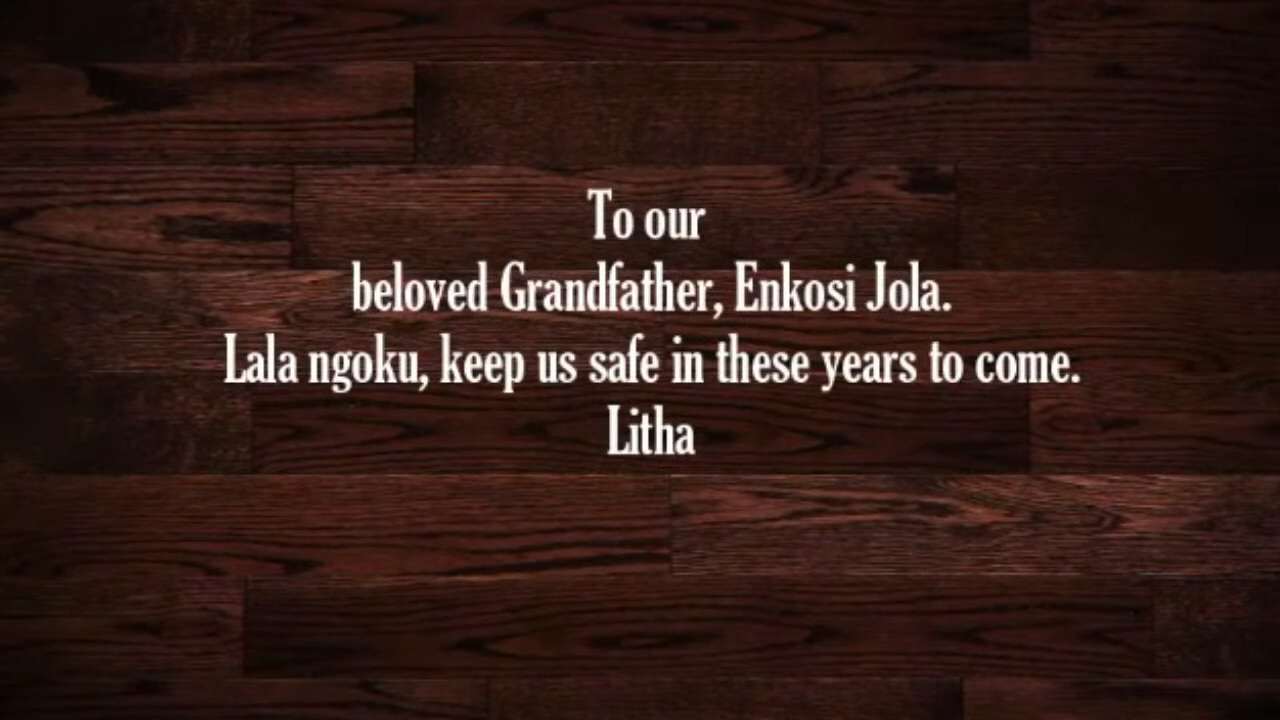 To our
beloved Grandfather, Enkosi Jola.
Lala ngoku, keep us safe in these years to come.
Litha